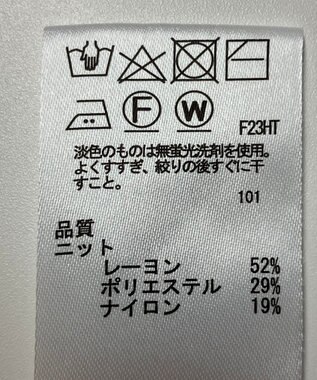 F W F23HT
淡色のものは無蛍光洗剤を使用。
よくすすぎ、絞りの後すぐに干
すこと。
101
品質
ニット
レーヨン 52%
ポリエステル 29%
ナイロン 19%